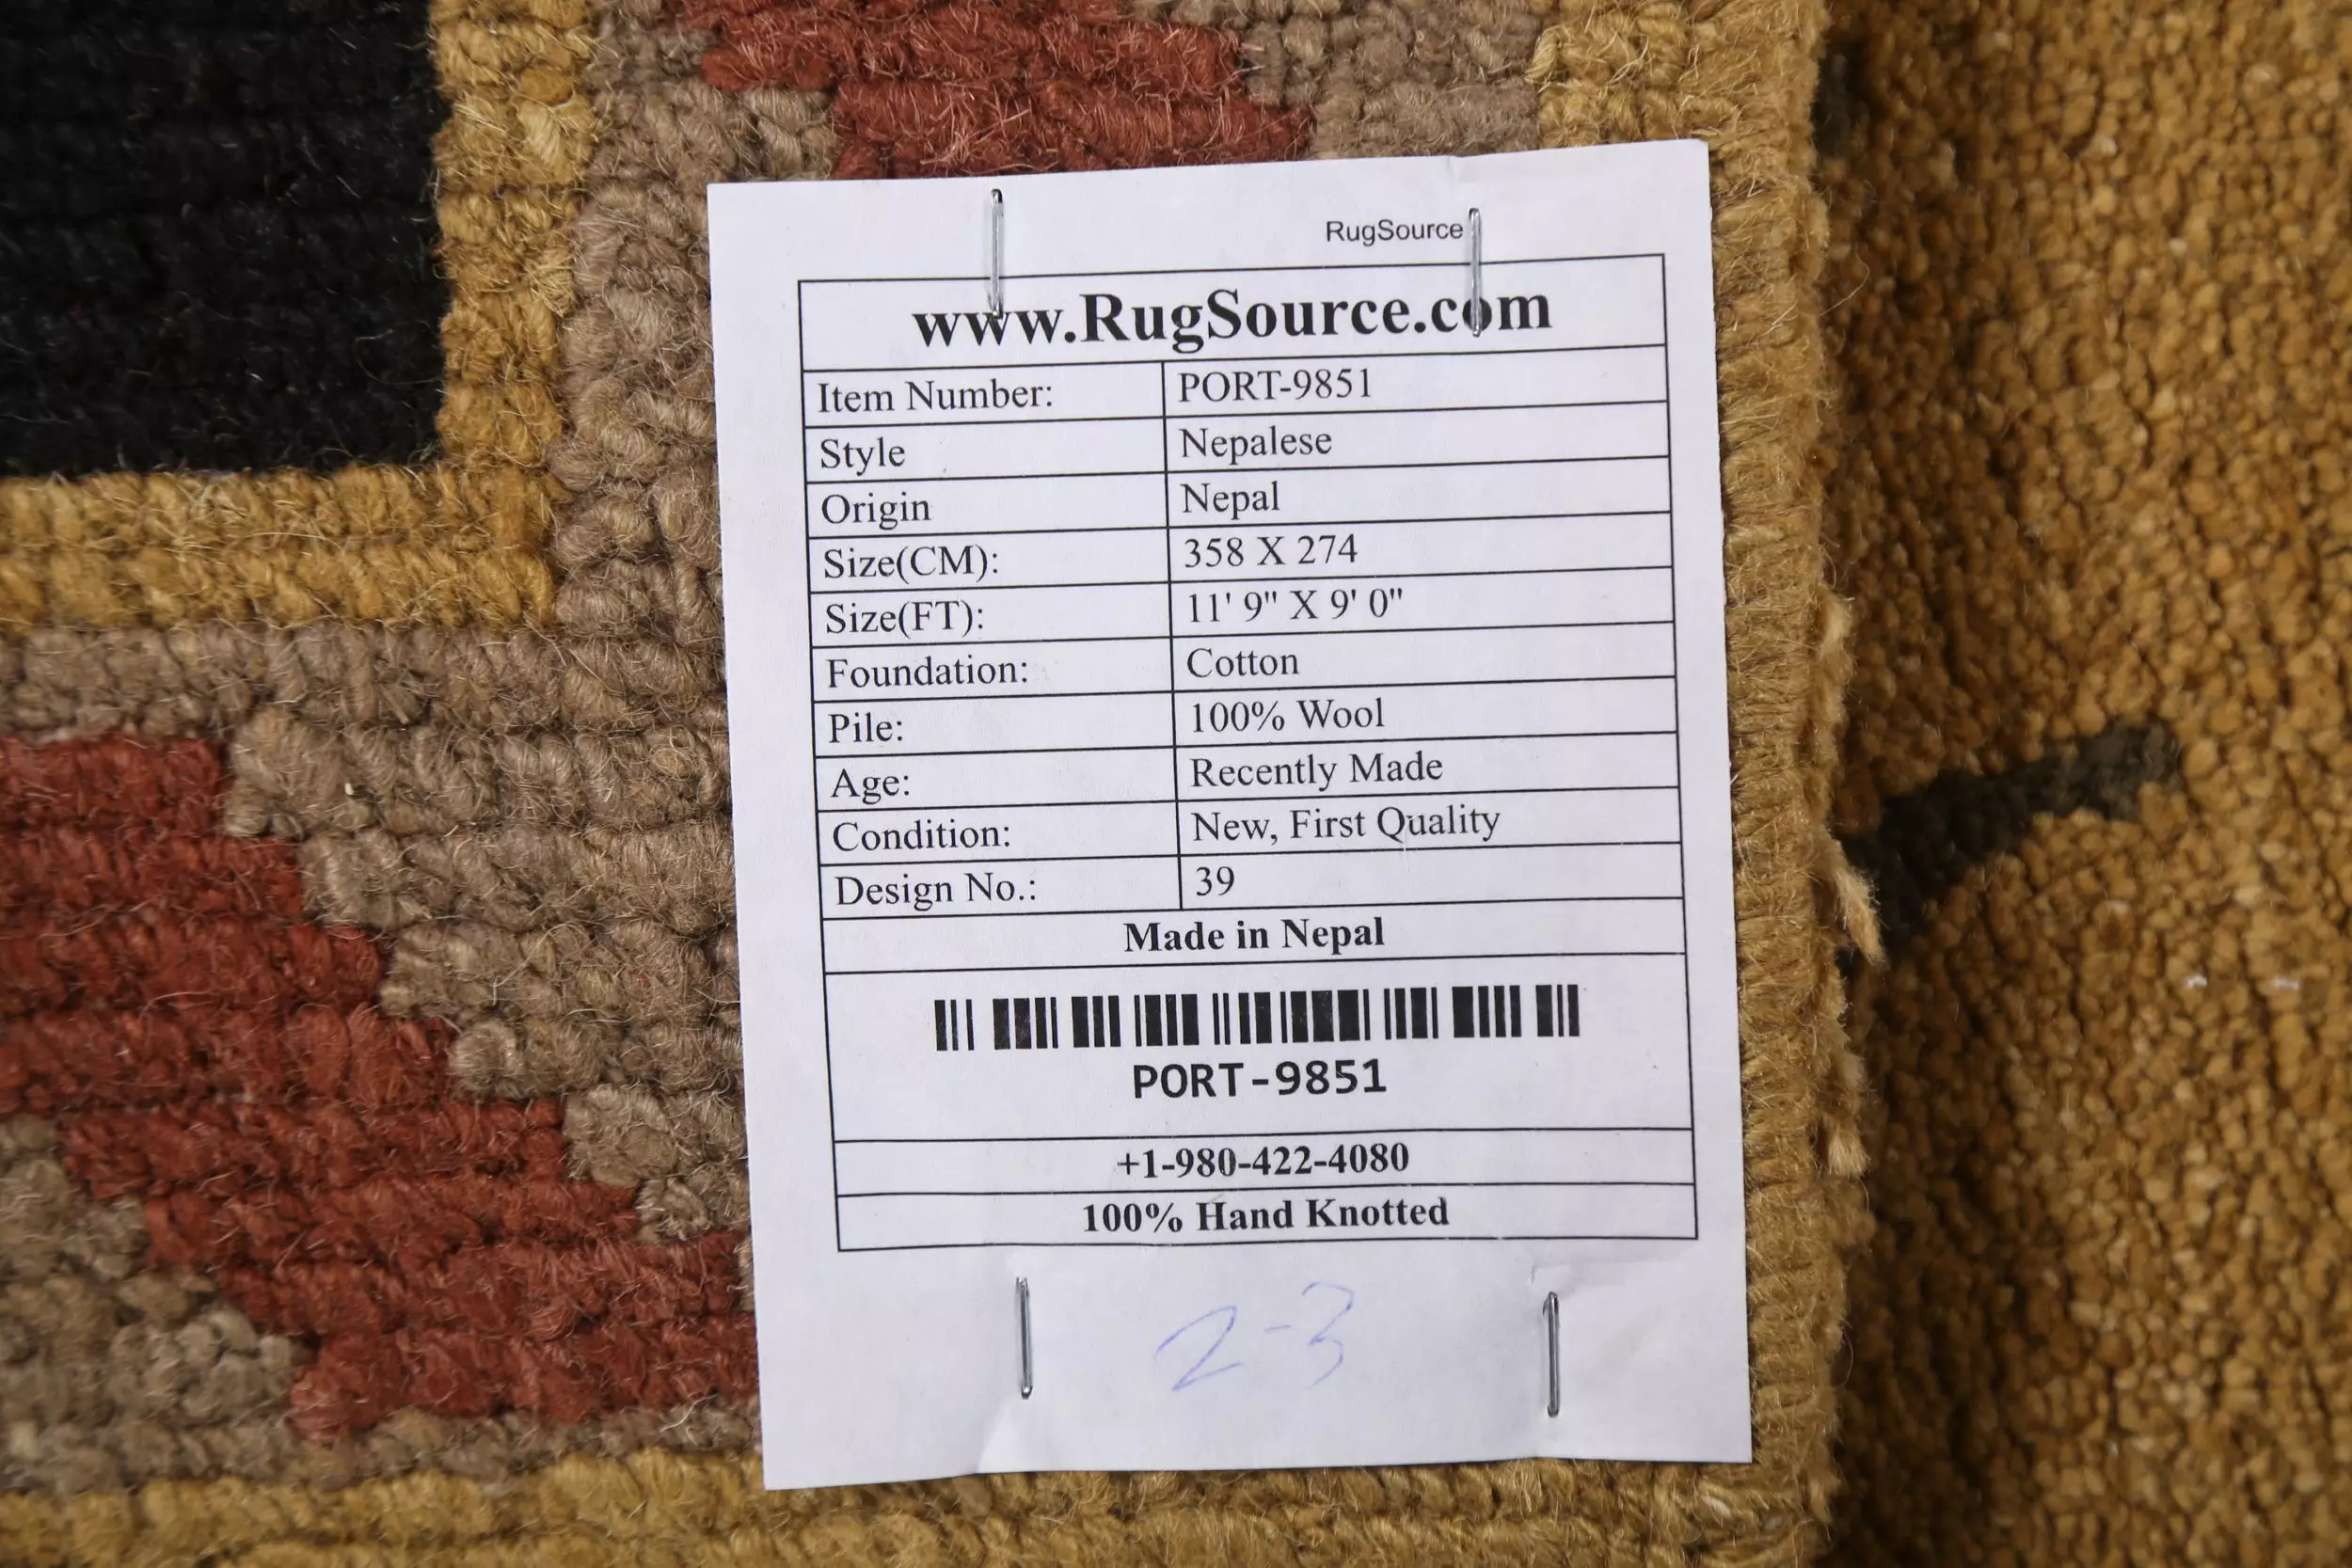 RugSource
www.RugSource.com
Item Number: PORT-9851
Style Nepalese
Origin Nepal
Size(CM): 358 X 274
Size(FT): 11' 9" X 9' 0"
Foundation: Cotton
Pile: 100% Wool
Age: Recently Made
Condition: New, First Quality
Design No.: 39
Made in Nepal
PORT-9851
+1-980-422-4080
100% Hand Knotted
2-3